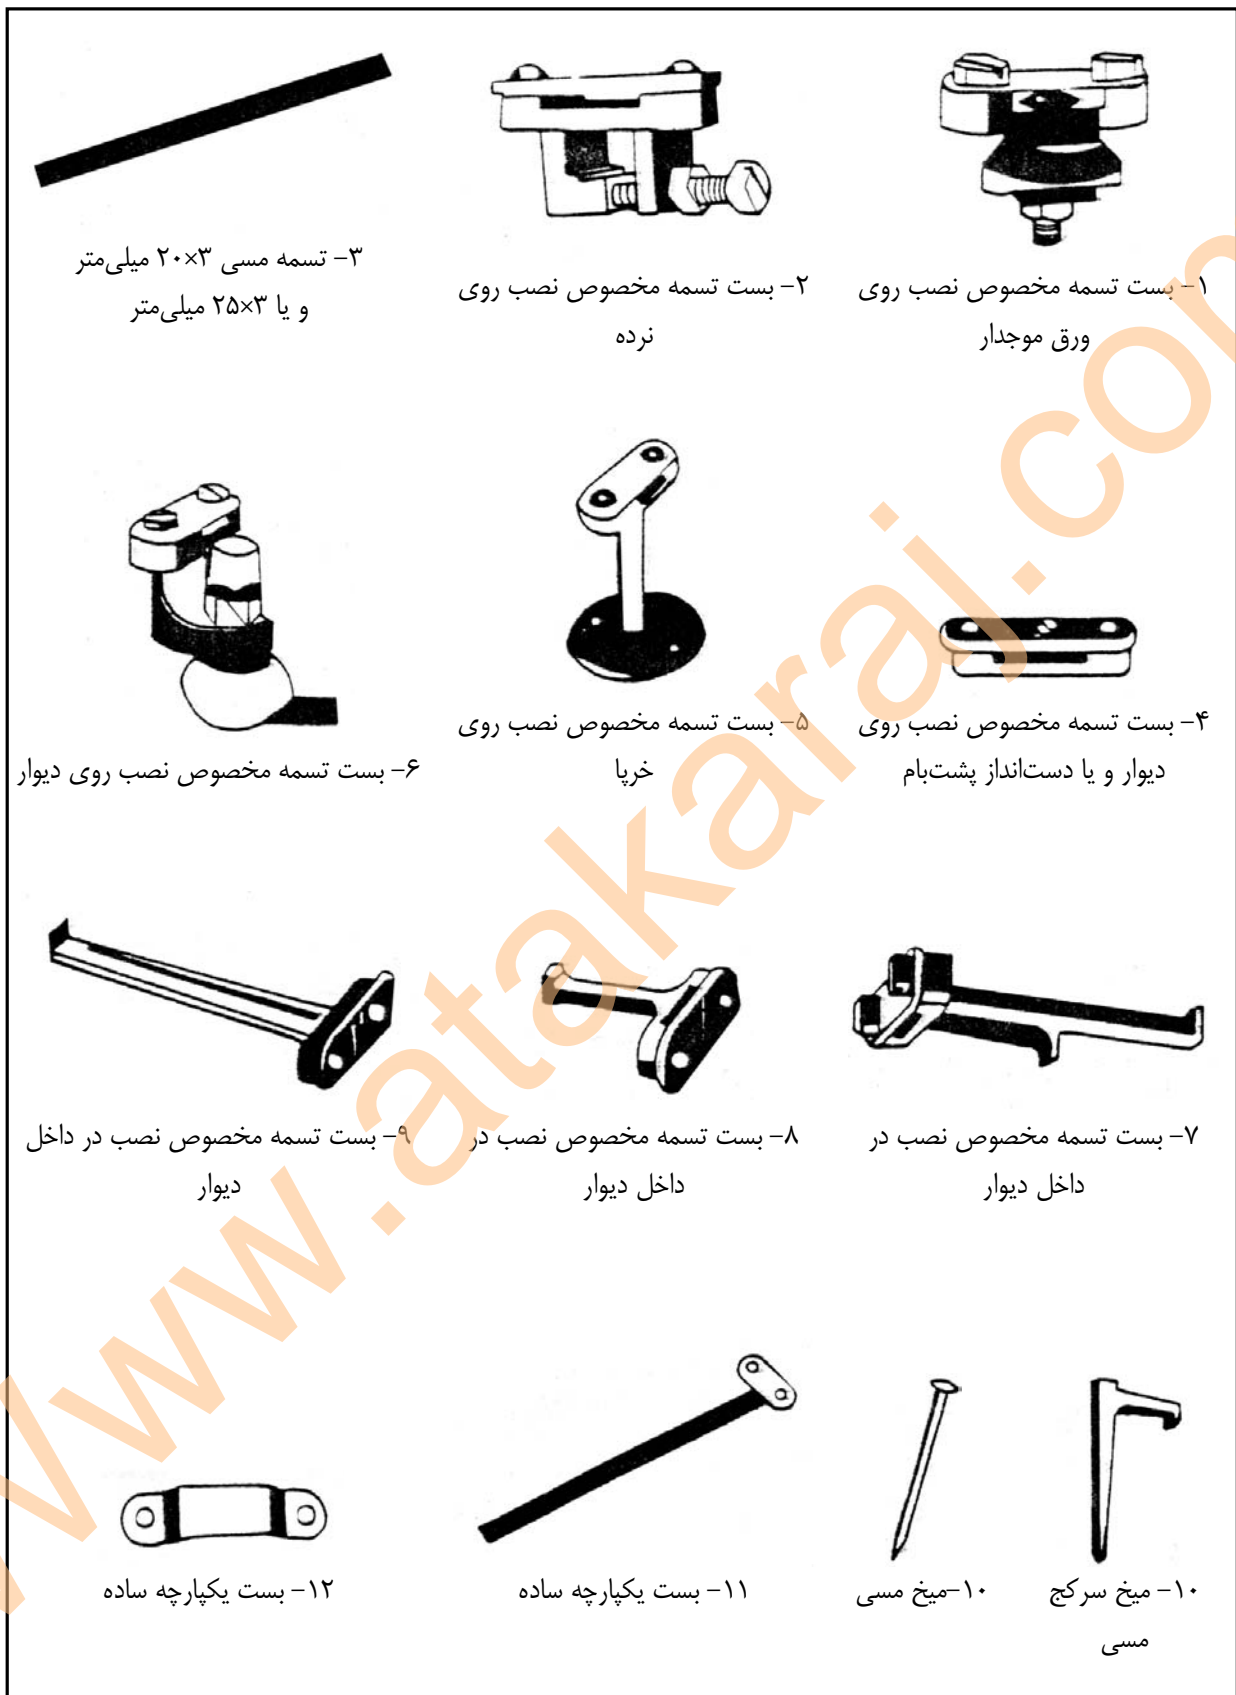 ۱- بست تسمه مخصوص نصب روی
ورق موجدار
۲- بست تسمه مخصوص نصب روی
نرده
۳- تسمه مسی ۳×۲۰ میلی‌متر
و یا ۳×۲۵ میلی‌متر
۴- بست تسمه مخصوص نصب روی
دیوار و یا دست‌انداز پشت‌بام
۵- بست تسمه مخصوص نصب روی
خرپا
۶- بست تسمه مخصوص نصب روی دیوار
۷- بست تسمه مخصوص نصب در
داخل دیوار
۸- بست تسمه مخصوص نصب در
داخل دیوار
۹- بست تسمه مخصوص نصب در داخل
دیوار
۱۰- میخ سرکج
مسی
۱۰-میخ مسی
۱۱- بست یکپارچه ساده
۱۲- بست یکپارچه ساده
www.atakaraj.com